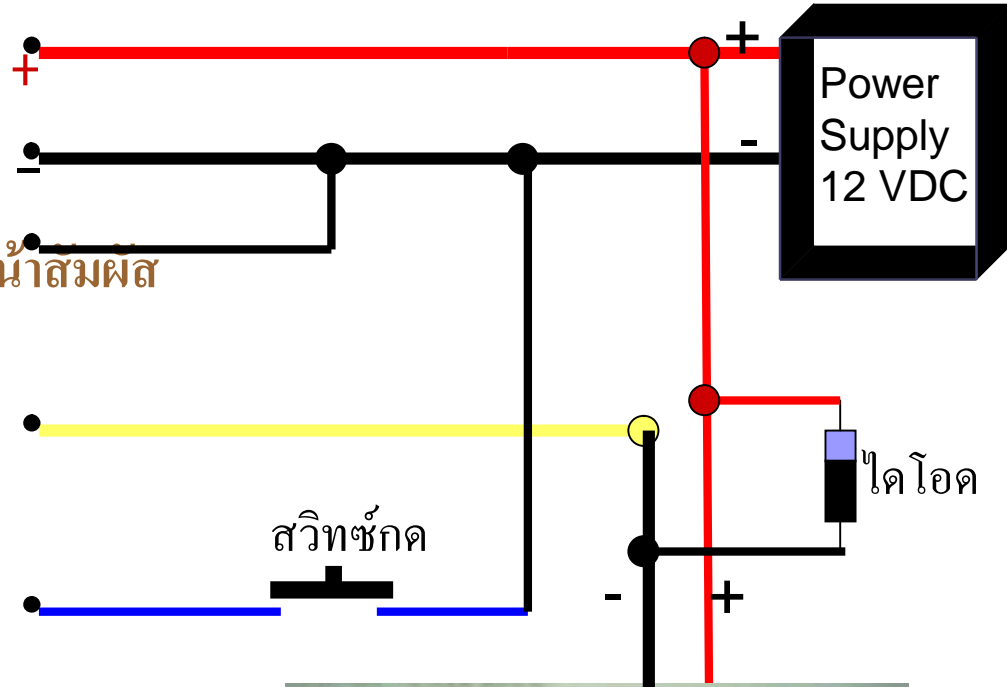 +
+
Power
Supply
12 VDC
-
-
น้าสัมผัส
ไดโอด
สวิทซ์กด
-
+